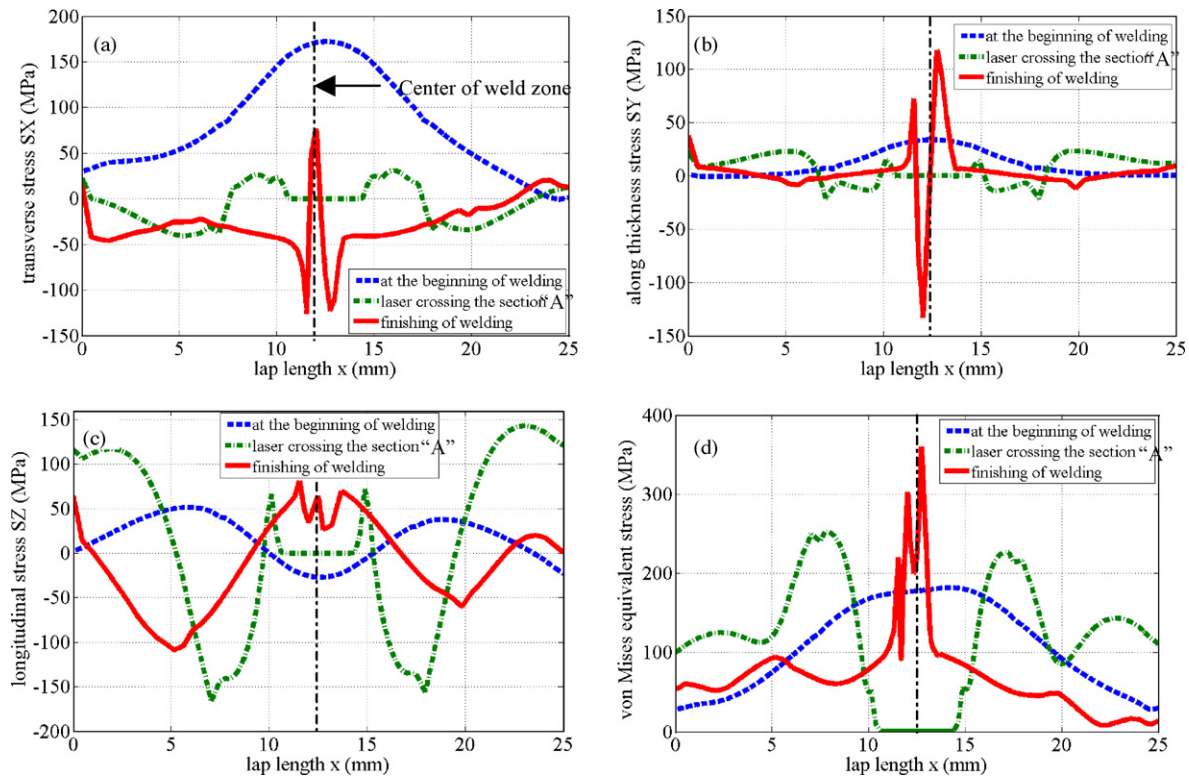 (a)
Center of weld zone
transverse stress SX (MPa)
200
150
100
50
0
-50
-100
-150
at the beginning of welding
laser crossing the section “A”
finishing of welding
0 5 10 15 20 25
lap length x (mm)
(b)
at the beginning of welding
laser crossing the section “A”
finishing of welding
along thickness stress SY (MPa)
150
100
50
0
-50
-100
-150
0 5 10 15 20 25
lap length x (mm)
(c)
at the beginning of welding
laser crossing the section “A”
finishing of welding
longitudinal stress SZ (MPa)
150
100
50
0
-50
-100
-150
-200
0 5 10 15 20 25
lap length x (mm)
(d)
at the beginning of welding
laser crossing the section “A”
finishing of welding
von Mises equivalent stress (MPa)
400
300
200
100
0
0 5 10 15 20 25
lap length x (mm)